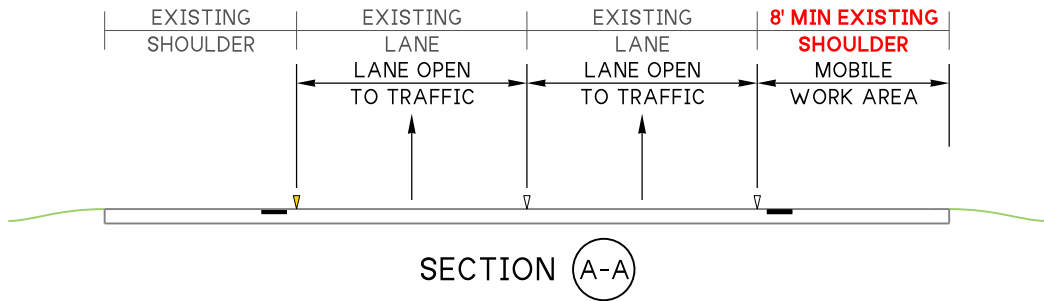 EXISTING
SHOULDER
EXISTING
LANE
EXISTING
LANE
8' MIN EXISTING
SHOULDER
LANE OPEN
TO TRAFFIC
LANE OPEN
TO TRAFFIC
MOBILE
WORK AREA
SECTION A-A